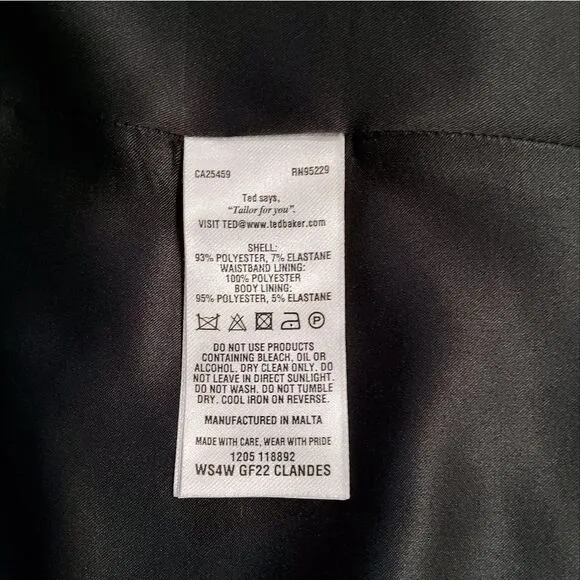 CA25459 RN95229
Ted says,
"Tailor for you".
VISIT TED@www.tedbaker.com
SHELL:
93% POLYESTER, 7% ELASTANE
WAISTBAND LINING:
100% POLYESTER
BODY LINING:
95% POLYESTER, 5% ELASTANE
P
DO NOT USE PRODUCTS
CONTAINING BLEACH, OIL OR
ALCOHOL. DRY CLEAN ONLY. DO
NOT LEAVE IN DIRECT SUNLIGHT.
DO NOT WASH. DO NOT TUMBLE
DRY. COOL IRON ON REVERSE.
MANUFACTURED IN MALTA
MADE WITH CARE, WEAR WITH PRIDE
1205 118892
WS4W GF22 CLANDES